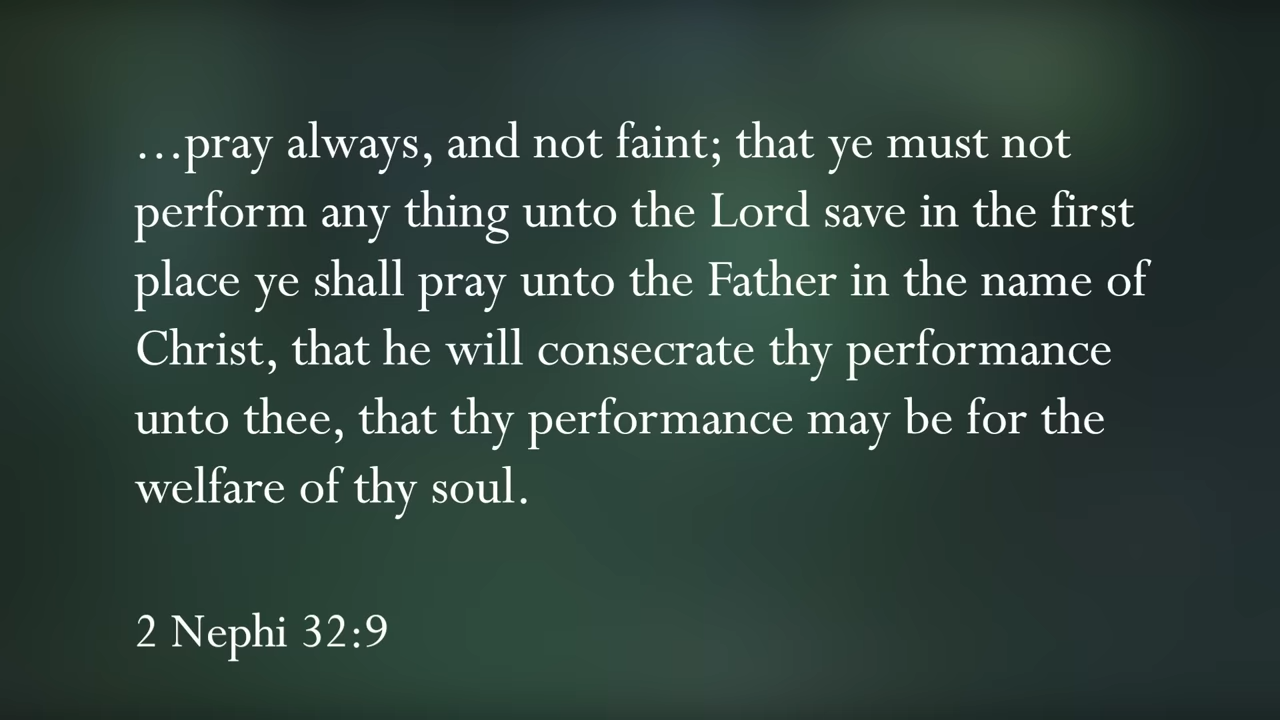 …pray always, and not faint; that ye must not
perform any thing unto the Lord save in the first
place ye shall pray unto the Father in the name of
Christ, that he will consecrate thy performance
unto thee, that thy performance may be for the
welfare of thy soul.
2 Nephi 32:9